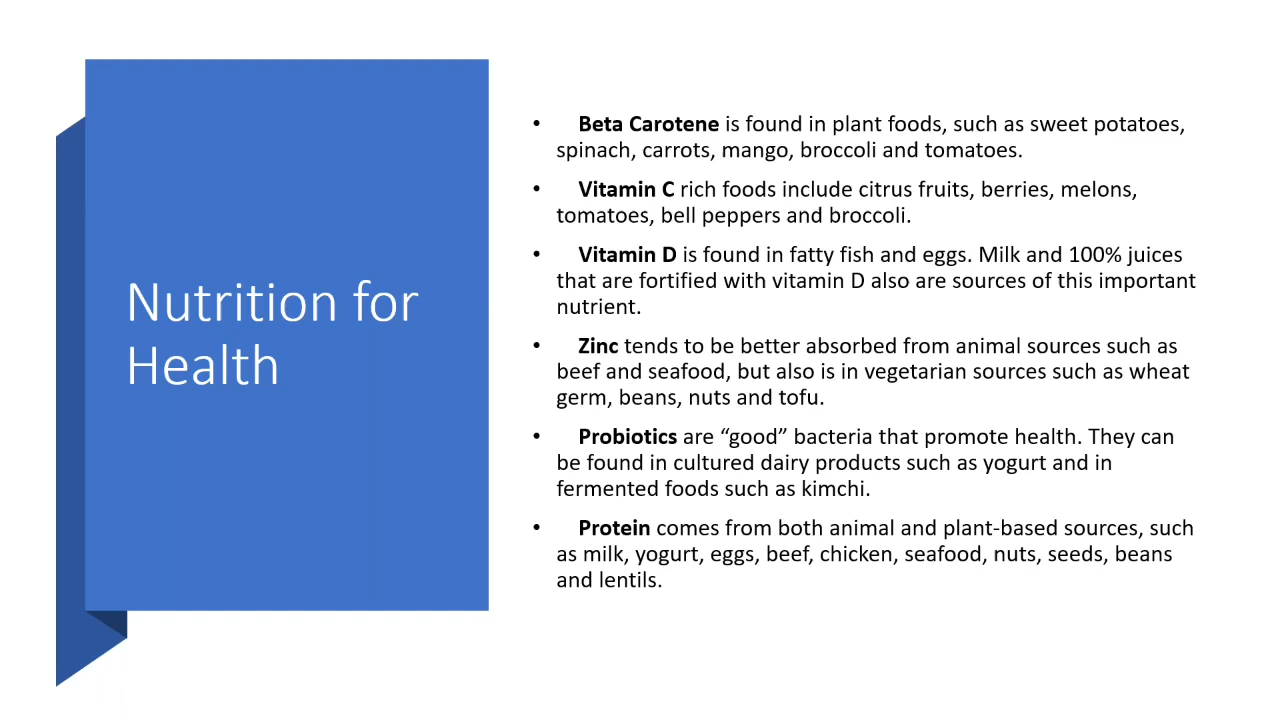 Nutrition for
Health
• Beta Carotene is found in plant foods, such as sweet potatoes,
spinach, carrots, mango, broccoli and tomatoes.
• Vitamin C rich foods include citrus fruits, berries, melons,
tomatoes, bell peppers and broccoli.
• Vitamin D is found in fatty fish and eggs. Milk and 100% juices
that are fortified with vitamin D also are sources of this important
nutrient.
• Zinc tends to be better absorbed from animal sources such as
beef and seafood, but also is in vegetarian sources such as wheat
germ, beans, nuts and tofu.
• Probiotics are “good” bacteria that promote health. They can
be found in cultured dairy products such as yogurt and in
fermented foods such as kimchi.
• Protein comes from both animal and plant-based sources, such
as milk, yogurt, eggs, beef, chicken, seafood, nuts, seeds, beans
and lentils.